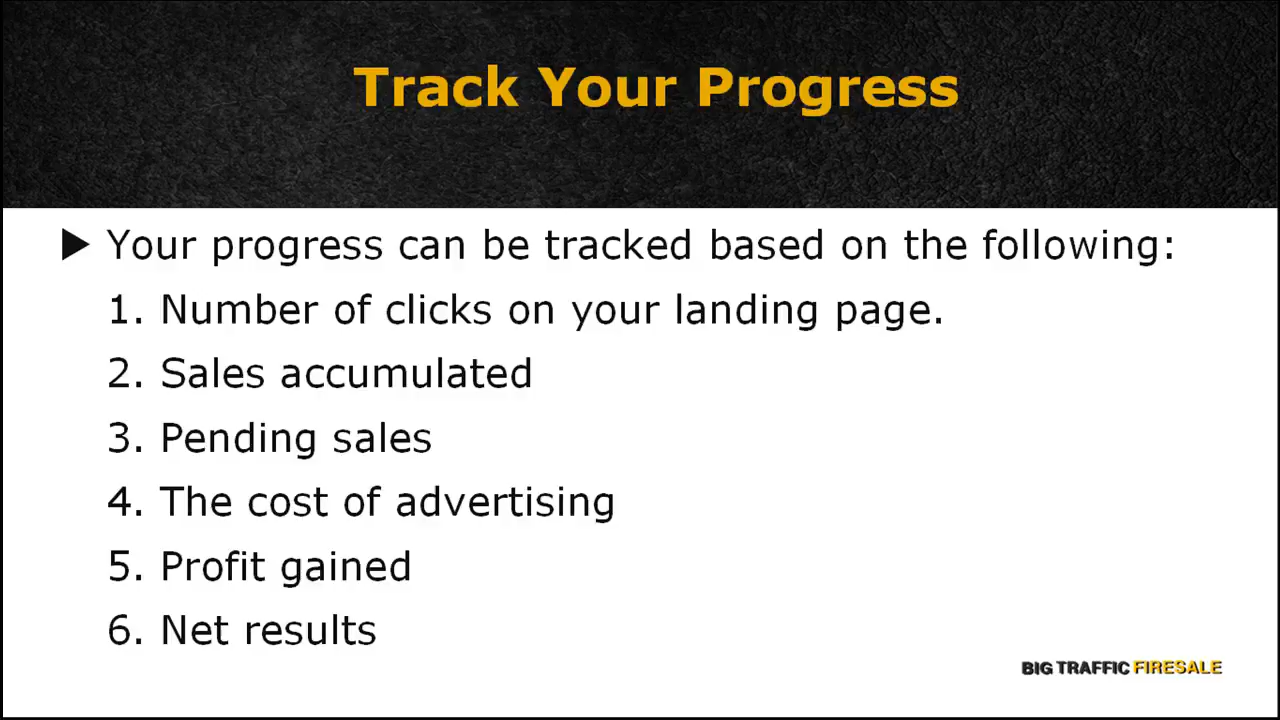 Track Your Progress
▶ Your progress can be tracked based on the following:
1. Number of clicks on your landing page.
2. Sales accumulated
3. Pending sales
4. The cost of advertising
5. Profit gained
6. Net results
BIG TRAFFIC FIRESALE